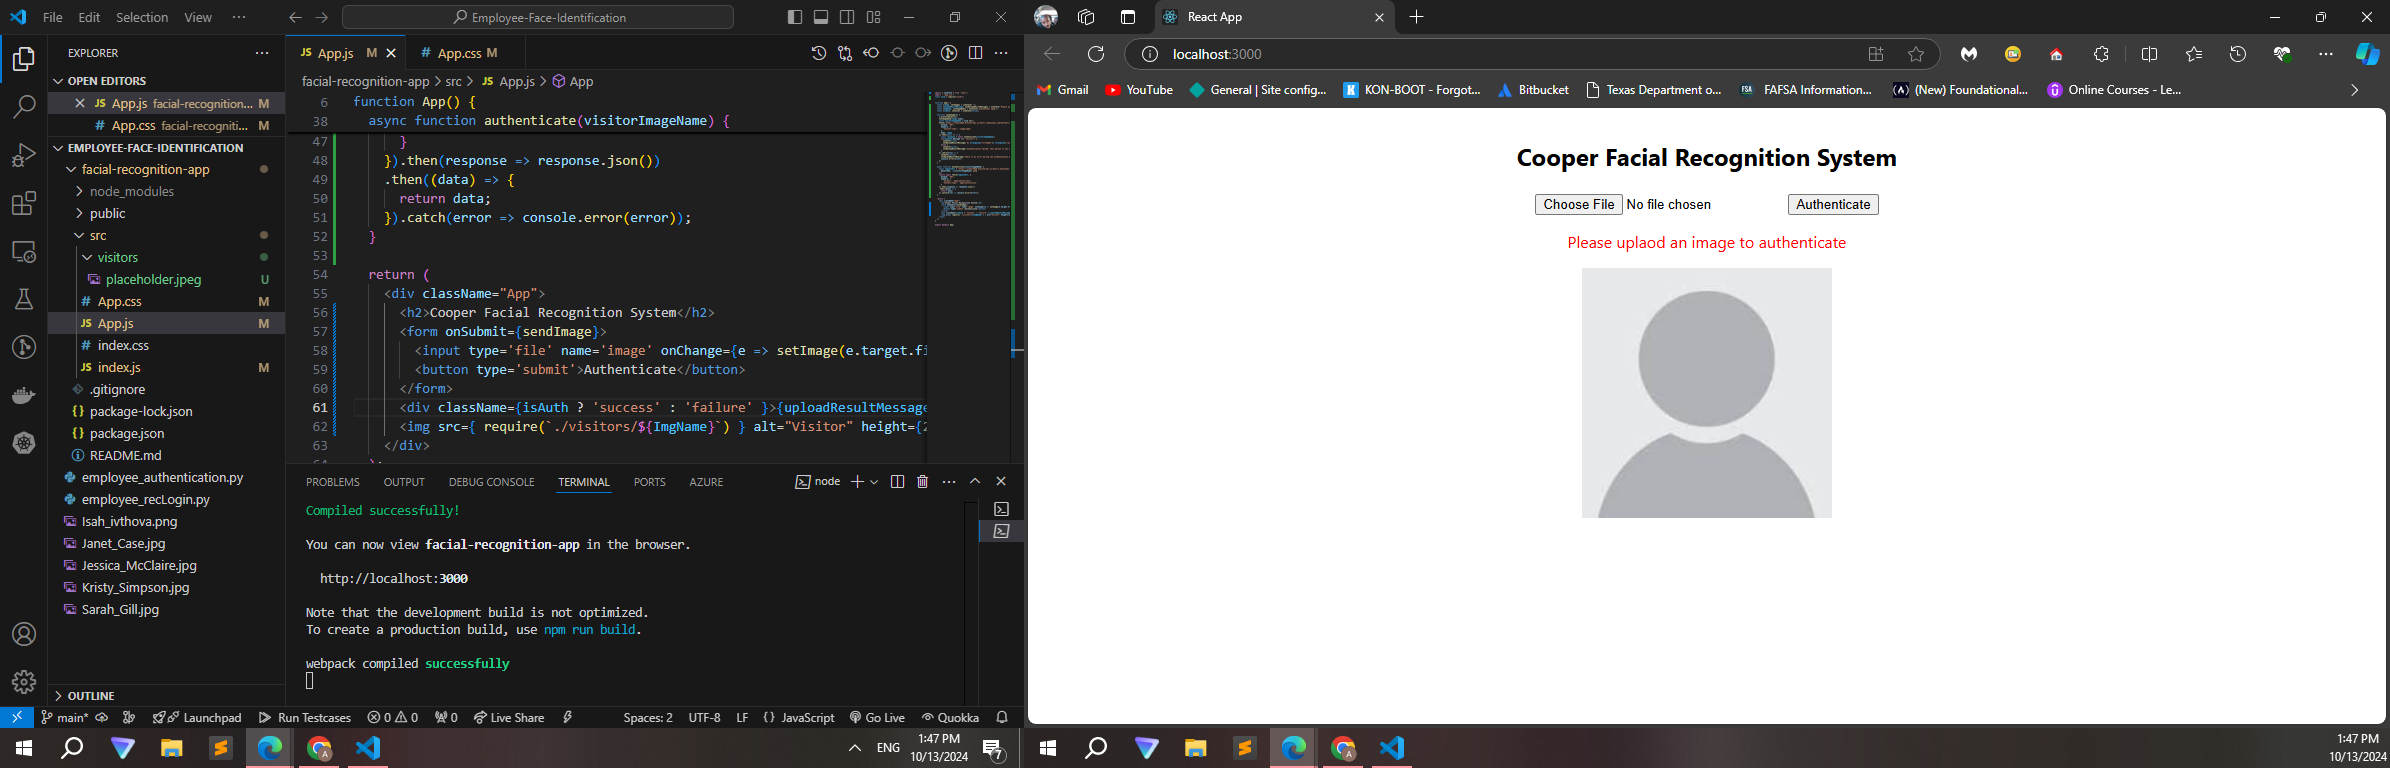 File Edit Selection View ··· Employee-Face-Identification
EXPLORER ···
OPEN EDITORS
App.js facial-recognition... M
App.css facial-recogniti... M
EMPLOYEE-FACE-IDENTIFICATION
facial-recognition-app
node_modules
public
src
visitors
placeholder.jpeg U
App.css M
App.js M
index.css
index.js M
.gitignore
package-lock.json
package.json
README.md
employee_authentication.py
employee_recLogin.py
Isah_ivthova.png
Janet_Case.jpg
Jessica_McClaire.jpg
Kristy_Simpson.jpg
Sarah_Gill.jpg
OUTLINE
App.js M App.css M
facial-recognition-app > src > App.js > App
6 function App() {
38 async function authenticate(visitorImageName) {
47 }
48 }).then(response => response.json())
49 .then((data) => {
50 return data;
51 }).catch(error => console.error(error));
52 }
53
54 return (
55 <div className="App">
56 <h2>Cooper Facial Recognition System</h2>
57 <form onSubmit={sendImage}>
58 <input type='file' name='image' onChange={e => setImage(e.target.fi
59 <button type='submit'>Authenticate</button>
60 </form>
61 <div className={isAuth ? 'success' : 'failure' }>{uploadResultMessage
62 <img src={ require(`./visitors/${ImgName}`) } alt="Visitor" height={2
63 </div>
PROBLEMS OUTPUT DEBUG CONSOLE TERMINAL PORTS AZURE node
Compiled successfully!
You can now view facial-recognition-app in the browser.
http://localhost:3000
Note that the development build is not optimized.
To create a production build, use npm run build.
webpack compiled successfully
main* Launchpad Run Testcases 0 0 0 Live Share Spaces: 2 UTF-8 LF {} JavaScript Go Live Quokka
ENG 1:47 PM
10/13/2024 7
React App
localhost:3000
Gmail YouTube General | Site config... KON-BOOT - Forgot... Bitbucket Texas Department o... FAFSA Information... (New) Foundational... Online Courses - Le...
Cooper Facial Recognition System
Choose File No file chosen Authenticate
Please uplaod an image to authenticate
1:47 PM
10/13/2024